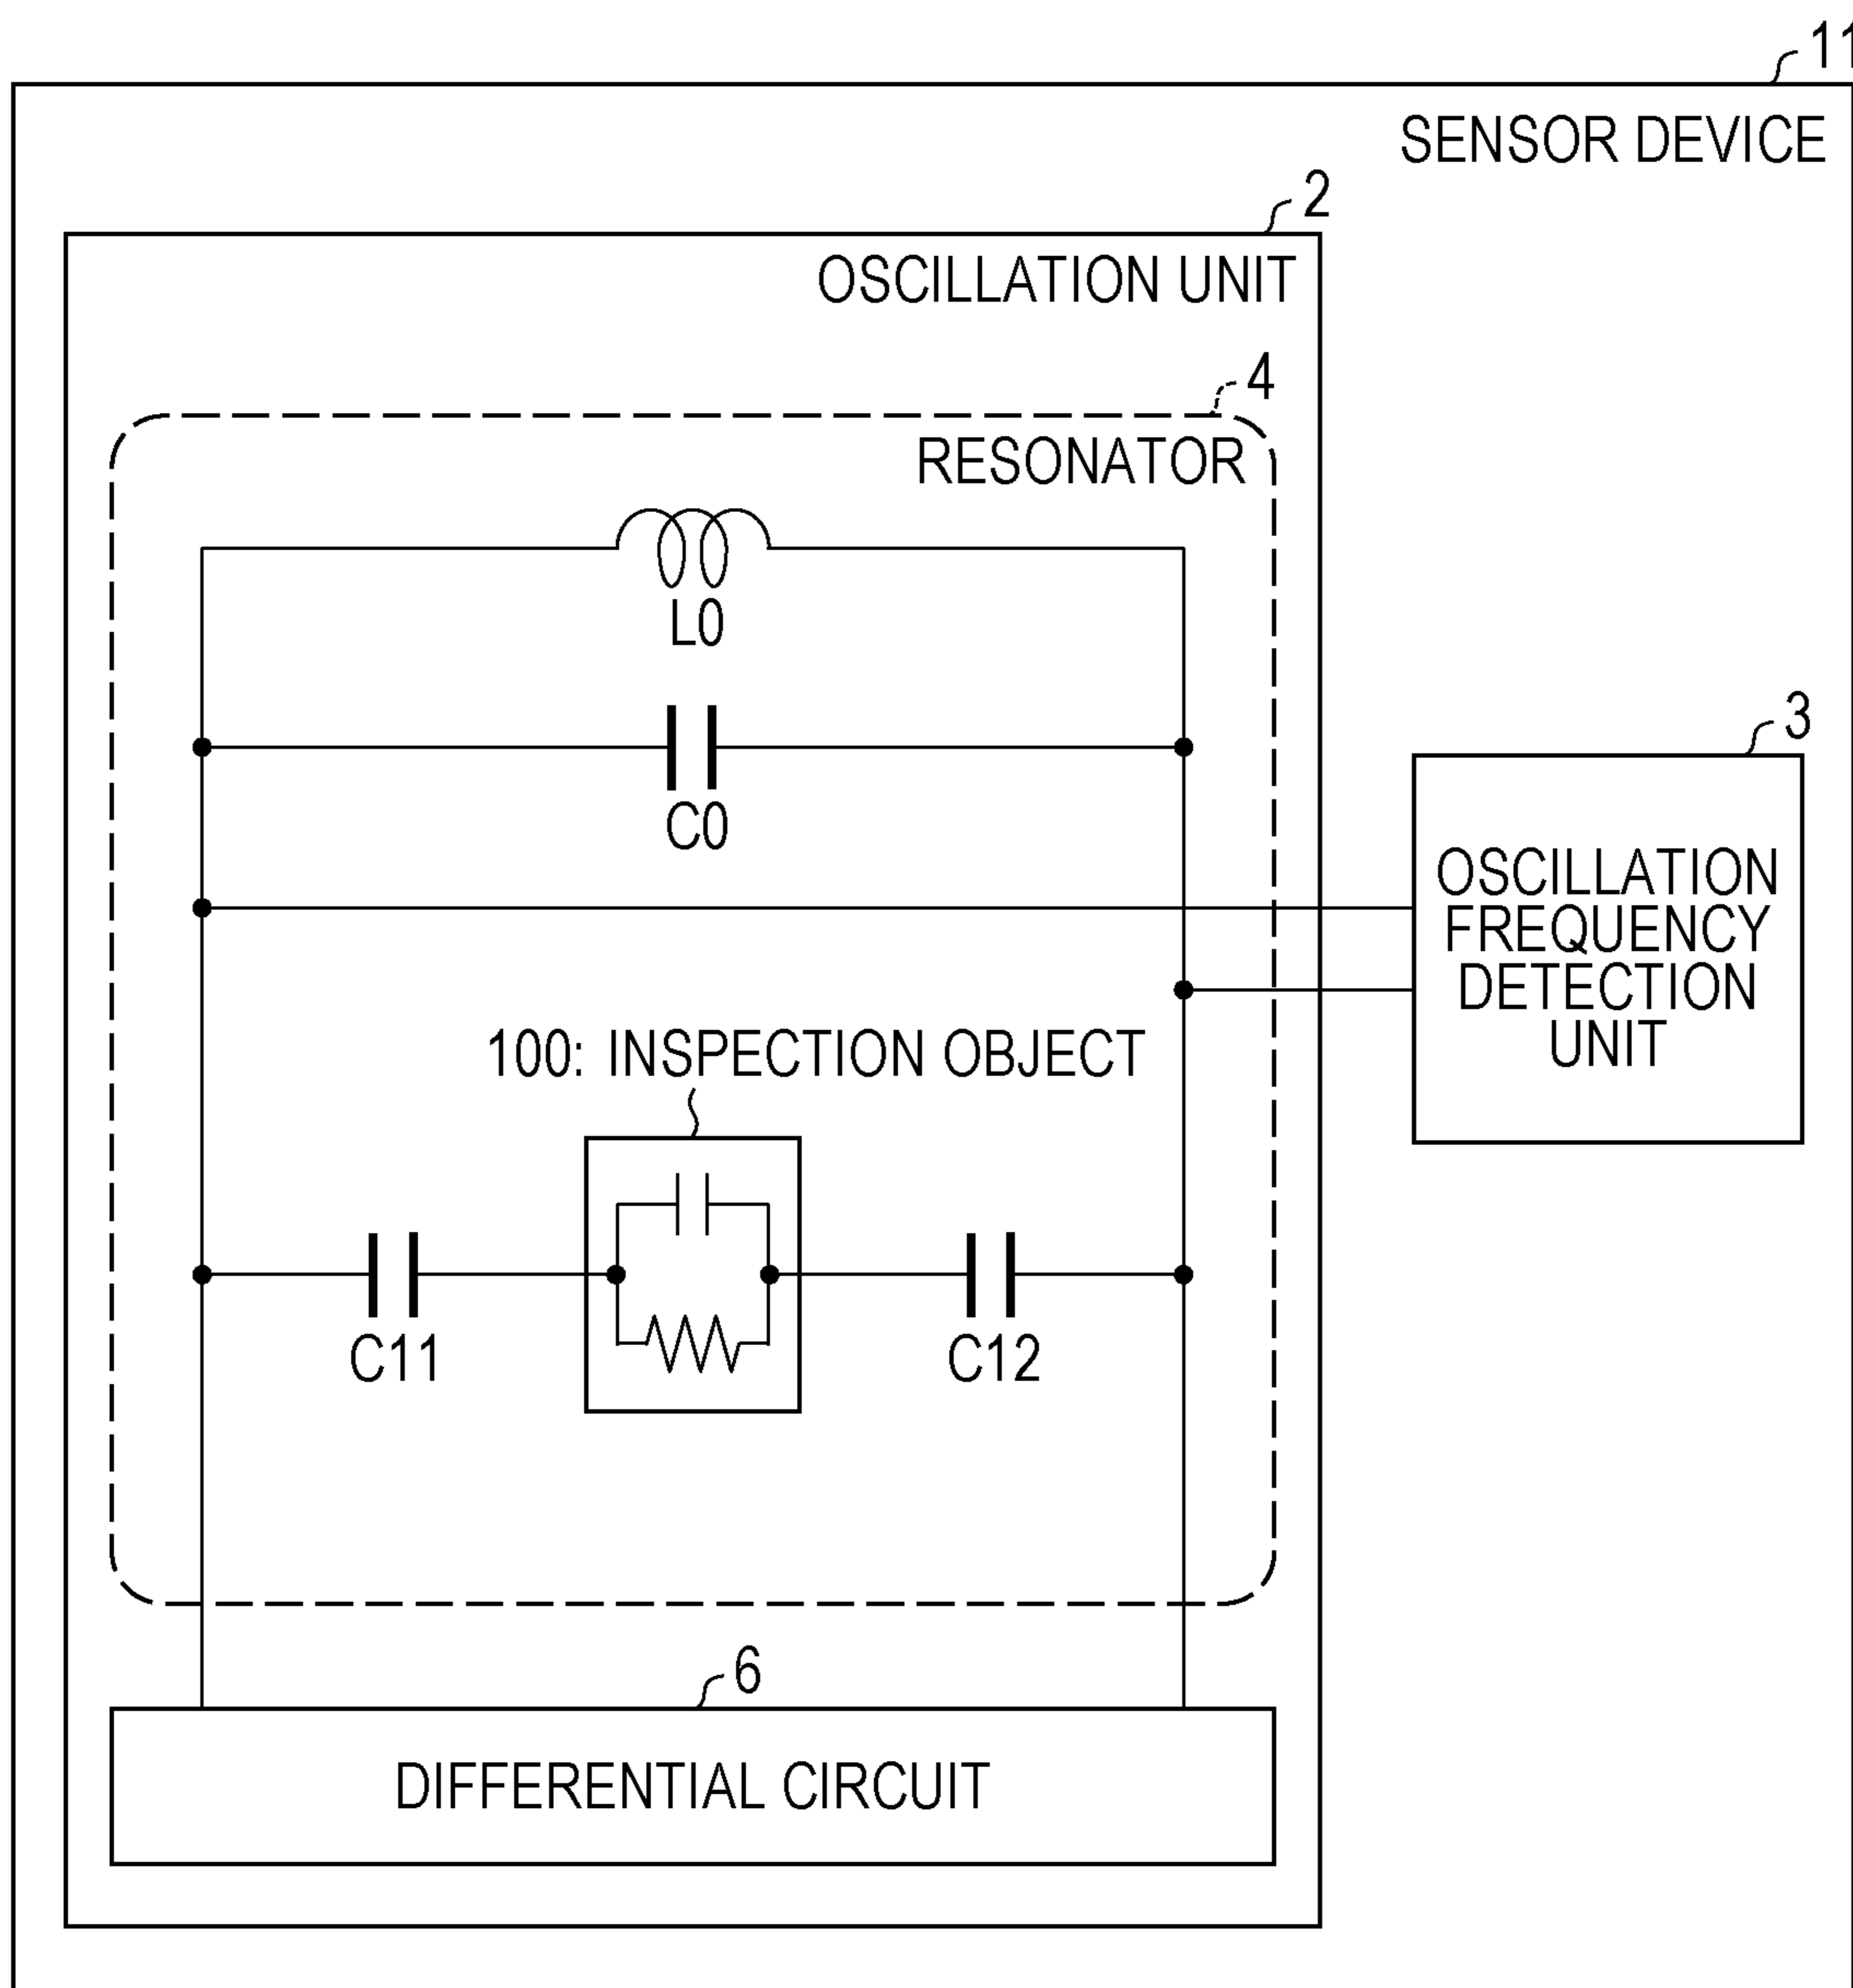 11
SENSOR DEVICE
2
OSCILLATION UNIT
4
RESONATOR
L0
C0
3
OSCILLATION
FREQUENCY
DETECTION
UNIT
100: INSPECTION OBJECT
C11
C12
6
DIFFERENTIAL CIRCUIT